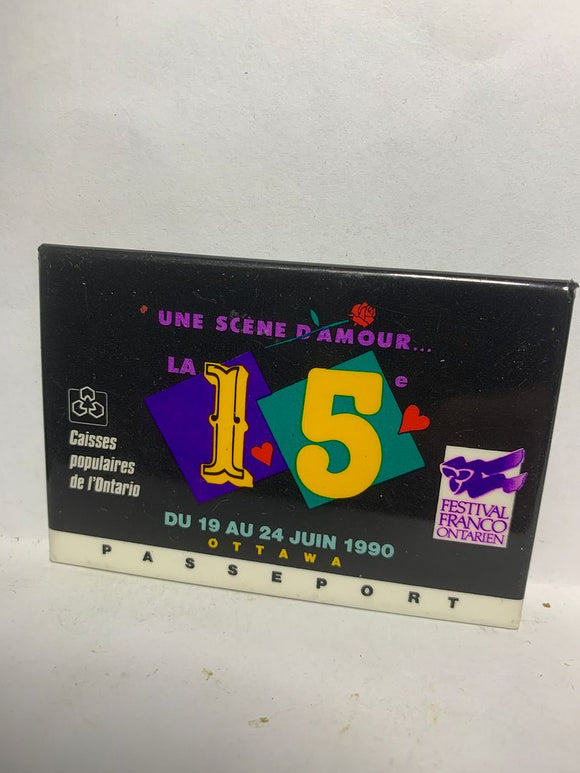 UNE SCÈNE D'AMOUR...
LA 15e
Caisses
populaires
de l'Ontario
FESTIVAL
FRANCO
ONTARIEN
DU 19 AU 24 JUIN 1990
OTTAWA
PASSEPORT